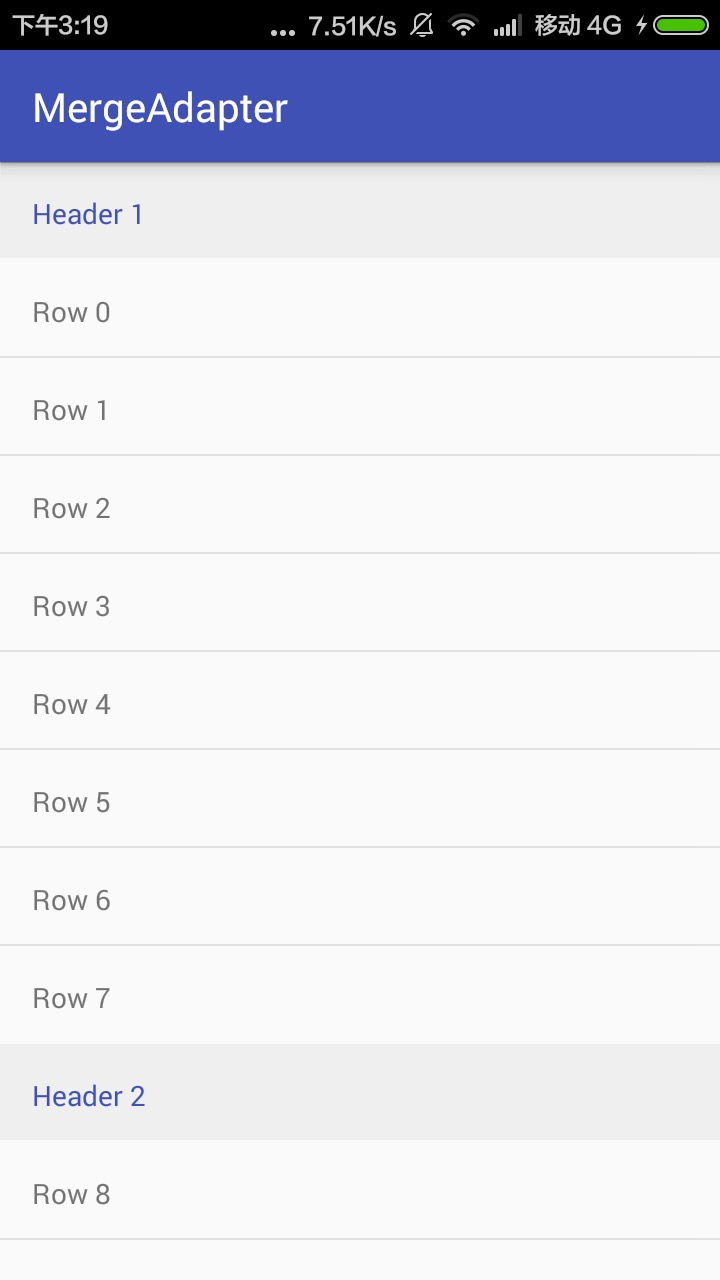 下午3:19 ... 7.51K/s 移动 4G
MergeAdapter
Header 1
Row 0
Row 1
Row 2
Row 3
Row 4
Row 5
Row 6
Row 7
Header 2
Row 8